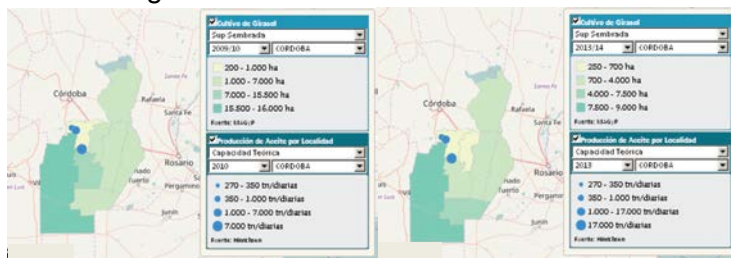 Cultivo de Girasol
Sup Sembrada
2009/10 CORDOBA
200 - 1.000 ha
1.000 - 7.000 ha
7.000 - 15.500 ha
15.500 - 16.000 ha
Producción de Aceite por Localidad
Capacidad Teórica
2010 CORDOBA
270 - 350 tn/diarias
350 - 1.000 tn/diarias
1.000 - 7.000 tn/diarias
7.000 tn/diarias
Fuente: Hinrichsen
Córdoba
Rafaela
Santa Fe
Rosario
Pergamino
Junín
Cultivo de Girasol
Sup Sembrada
2013/14 CORDOBA
250 - 700 ha
700 - 4.000 ha
4.000 - 7.500 ha
7.500 - 9.000 ha
Producción de Aceite por Localidad
Capacidad Teórica
2013 CORDOBA
270 - 350 tn/diarias
350 - 1.000 tn/diarias
1.000 - 17.000 tn/diarias
17.000 tn/diarias
Fuente: Hinrichsen
Córdoba
Rafaela
Santa Fe
Rosario
Pergamino
Junín